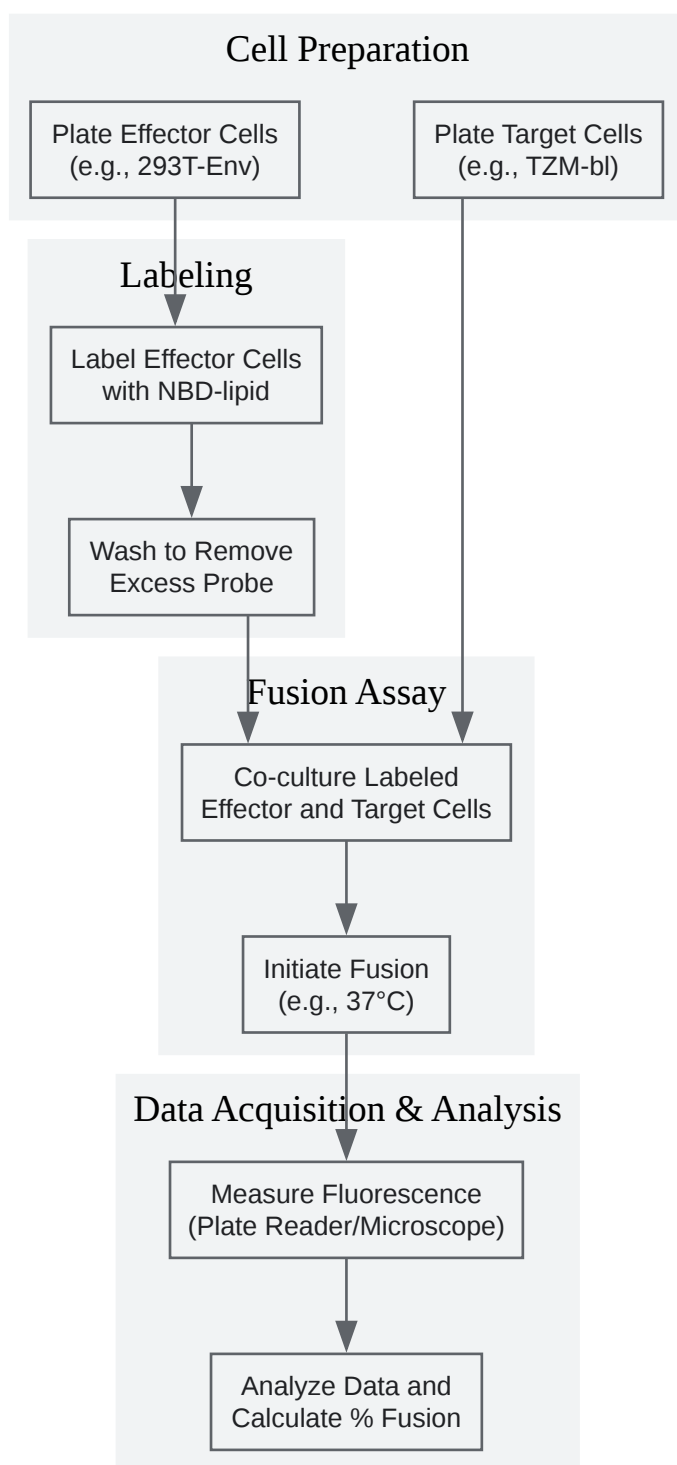 Cell Preparation
Plate Effector Cells
(e.g., 293T-Env)
Plate Target Cells
(e.g., TZM-bl)
Labeling
Label Effector Cells
with NBD-lipid
Wash to Remove
Excess Probe
Fusion Assay
Co-culture Labeled
Effector and Target Cells
Initiate Fusion
(e.g., 37°C)
Data Acquisition & Analysis
Measure Fluorescence
(Plate Reader/Microscope)
Analyze Data and
Calculate % Fusion